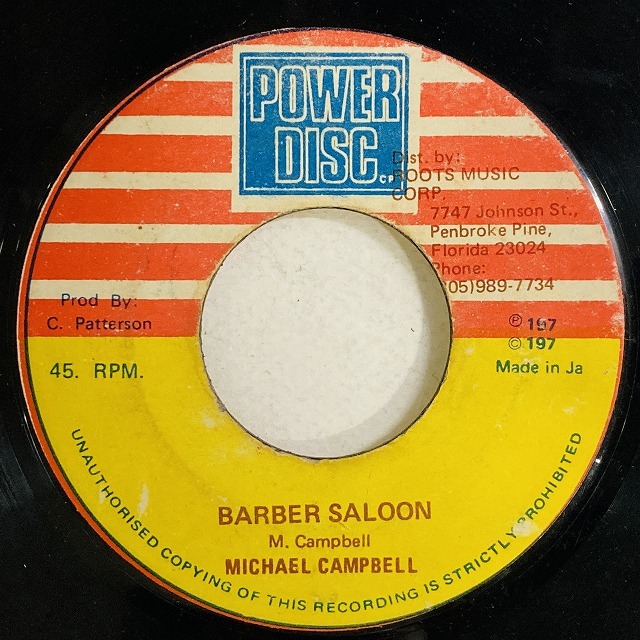 POWER
DISC
Dist. by:
ROOTS MUSIC
CORP.
7747 Johnson St.,
Penbroke Pine,
Florida 23024
Phone:
05)989-7734
Prod By:
C. Patterson
℗ 197
© 197
45. RPM.
Made in Ja
BARBER SALOON
M. Campbell
MICHAEL CAMPBELL
UNAUTHORISED COPYING OF THIS RECORDING IS STRICTLY PROHIBITED